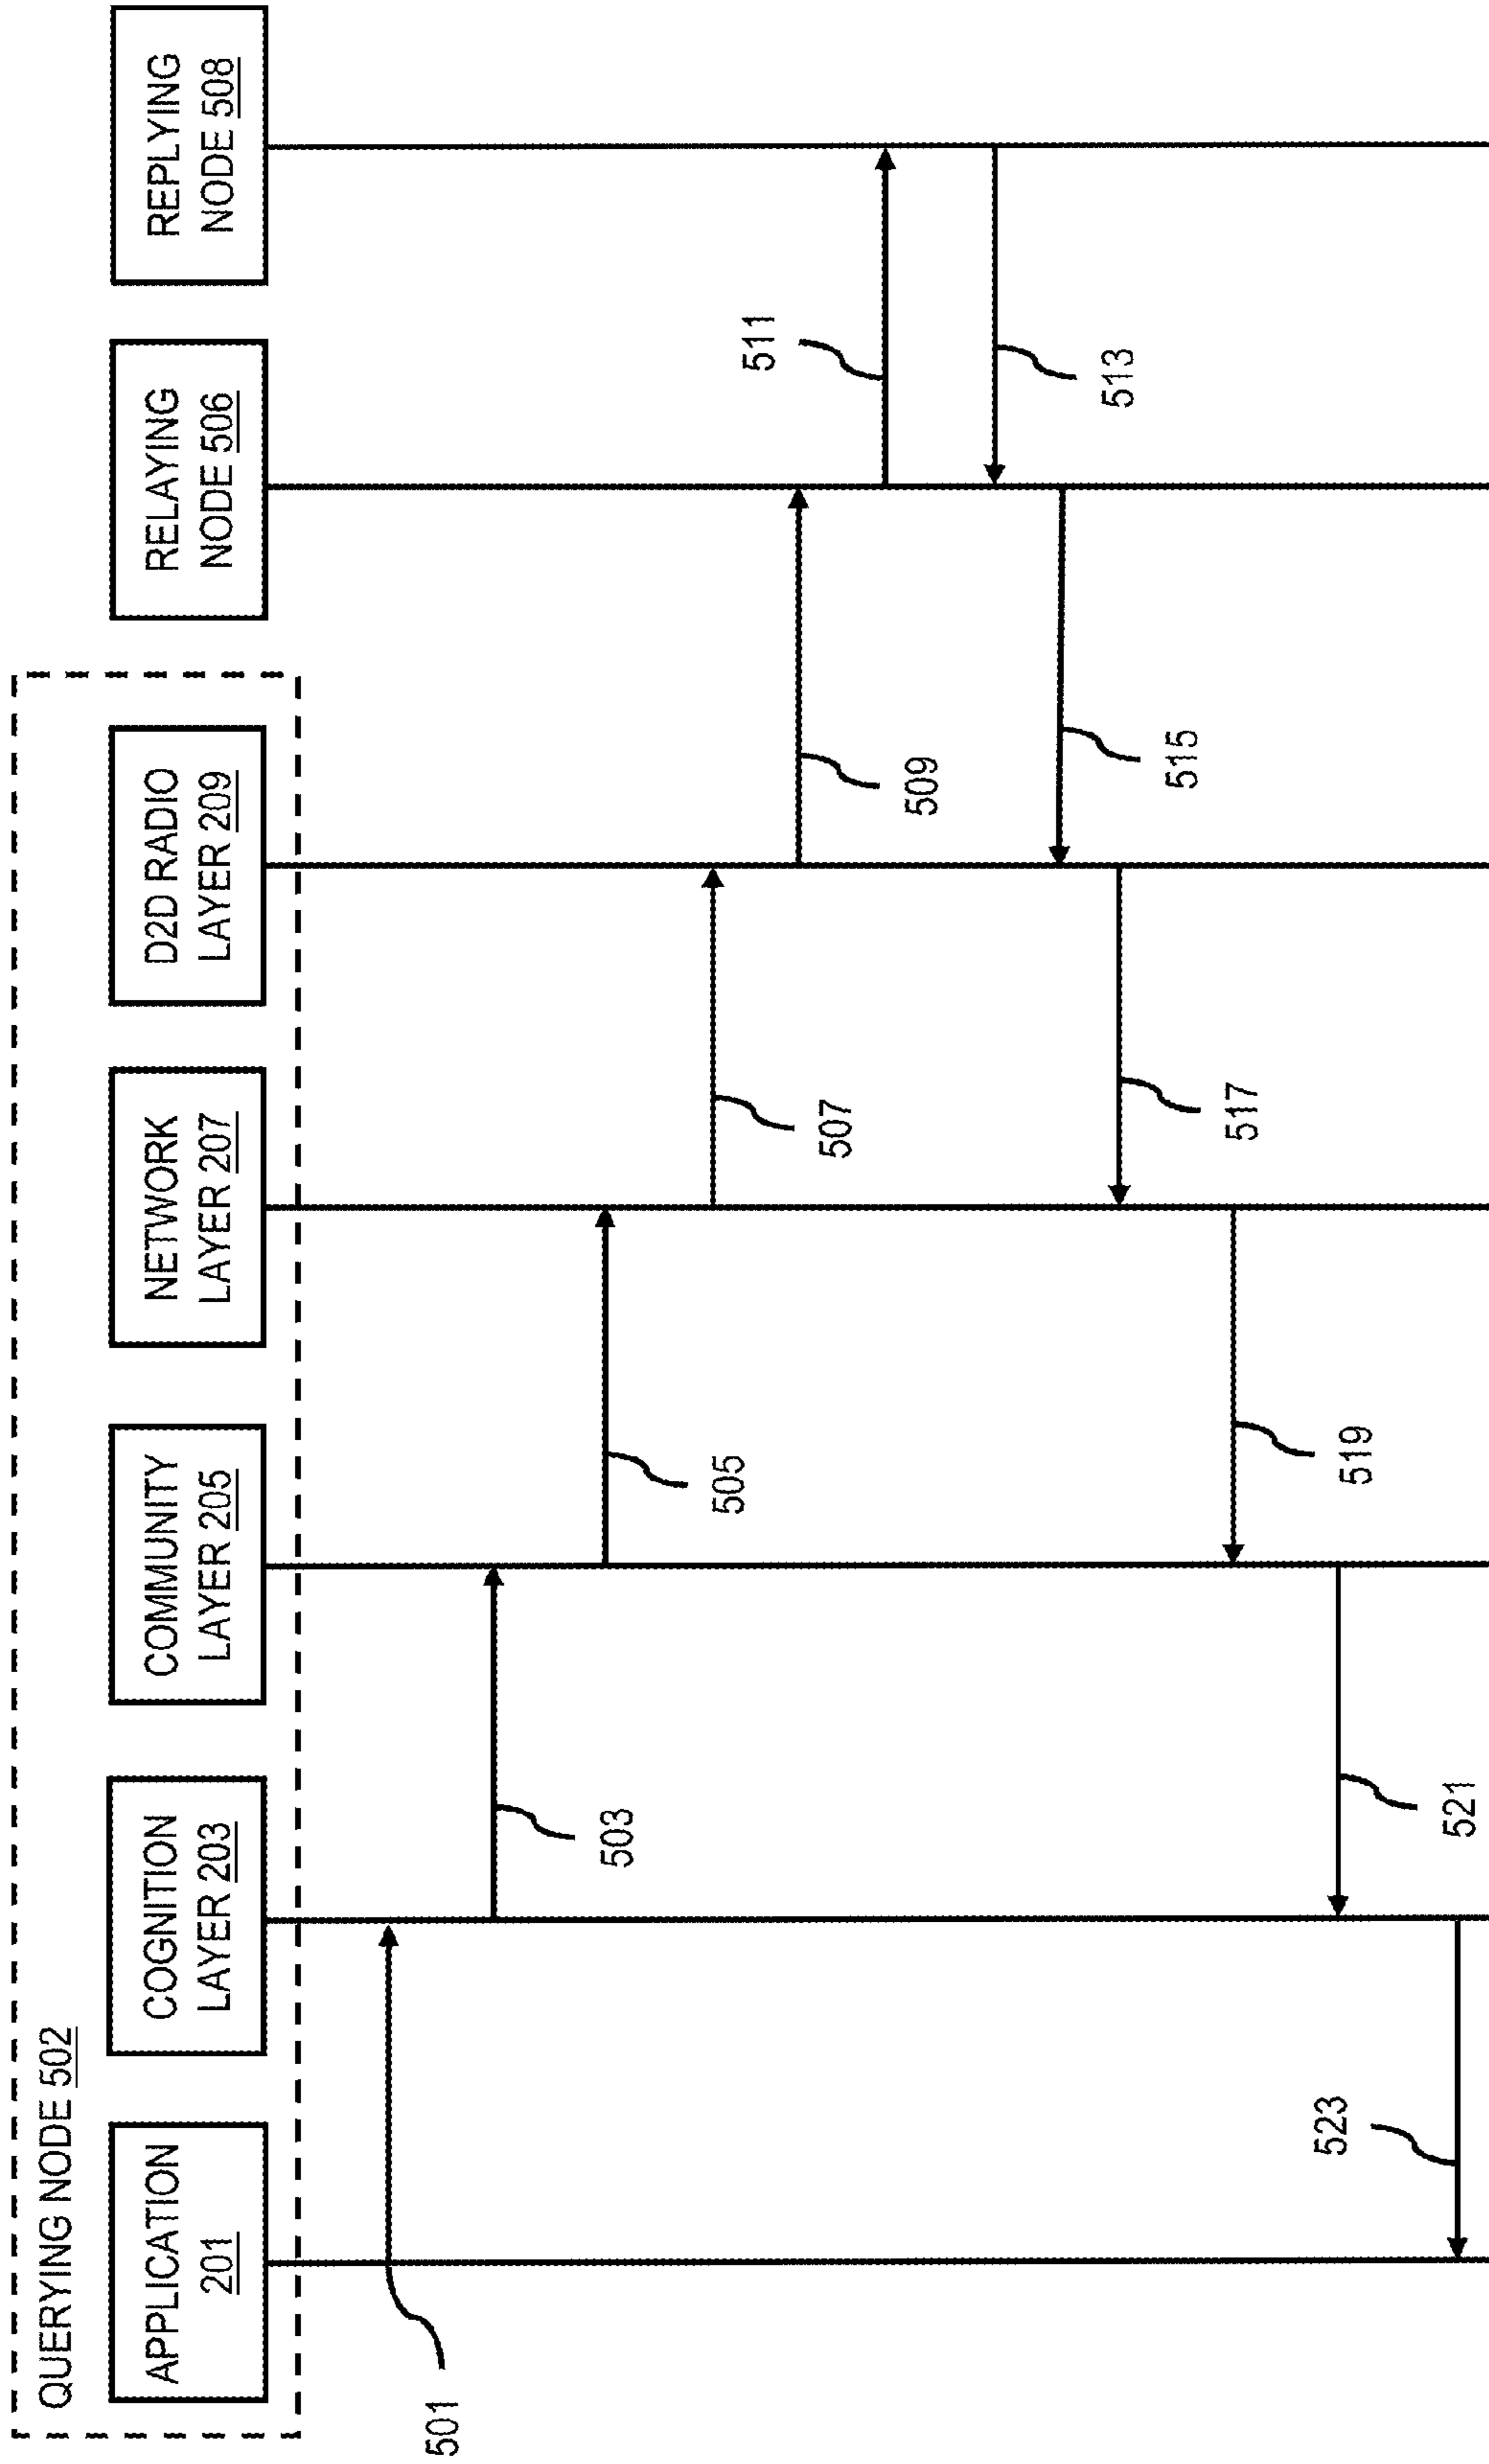 QUERYING NODE 502
APPLICATION
201
COGNITION
LAYER 203
COMMUNITY
LAYER 205
NETWORK
LAYER 207
D2D RADIO
LAYER 209
RELAYING
NODE 506
REPLYING
NODE 508
501
503
505
507
509
511
513
515
517
519
521
523